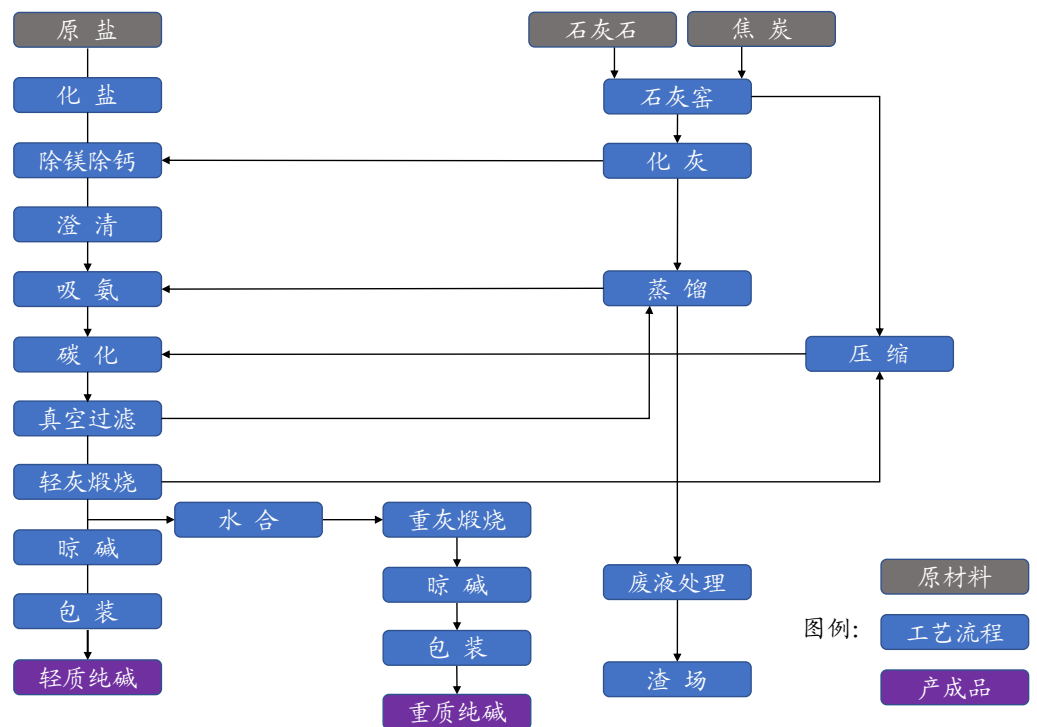 原 盐
石灰石
焦 炭
化 盐
石灰窑
除镁除钙
化 灰
澄 清
吸 氨
蒸 馏
碳 化
压 缩
真空过滤
轻灰煅烧
水 合
重灰煅烧
晾 碱
晾 碱
废液处理
原材料
包 装
包 装
图例:
工艺流程
轻质纯碱
重质纯碱
渣 场
产成品